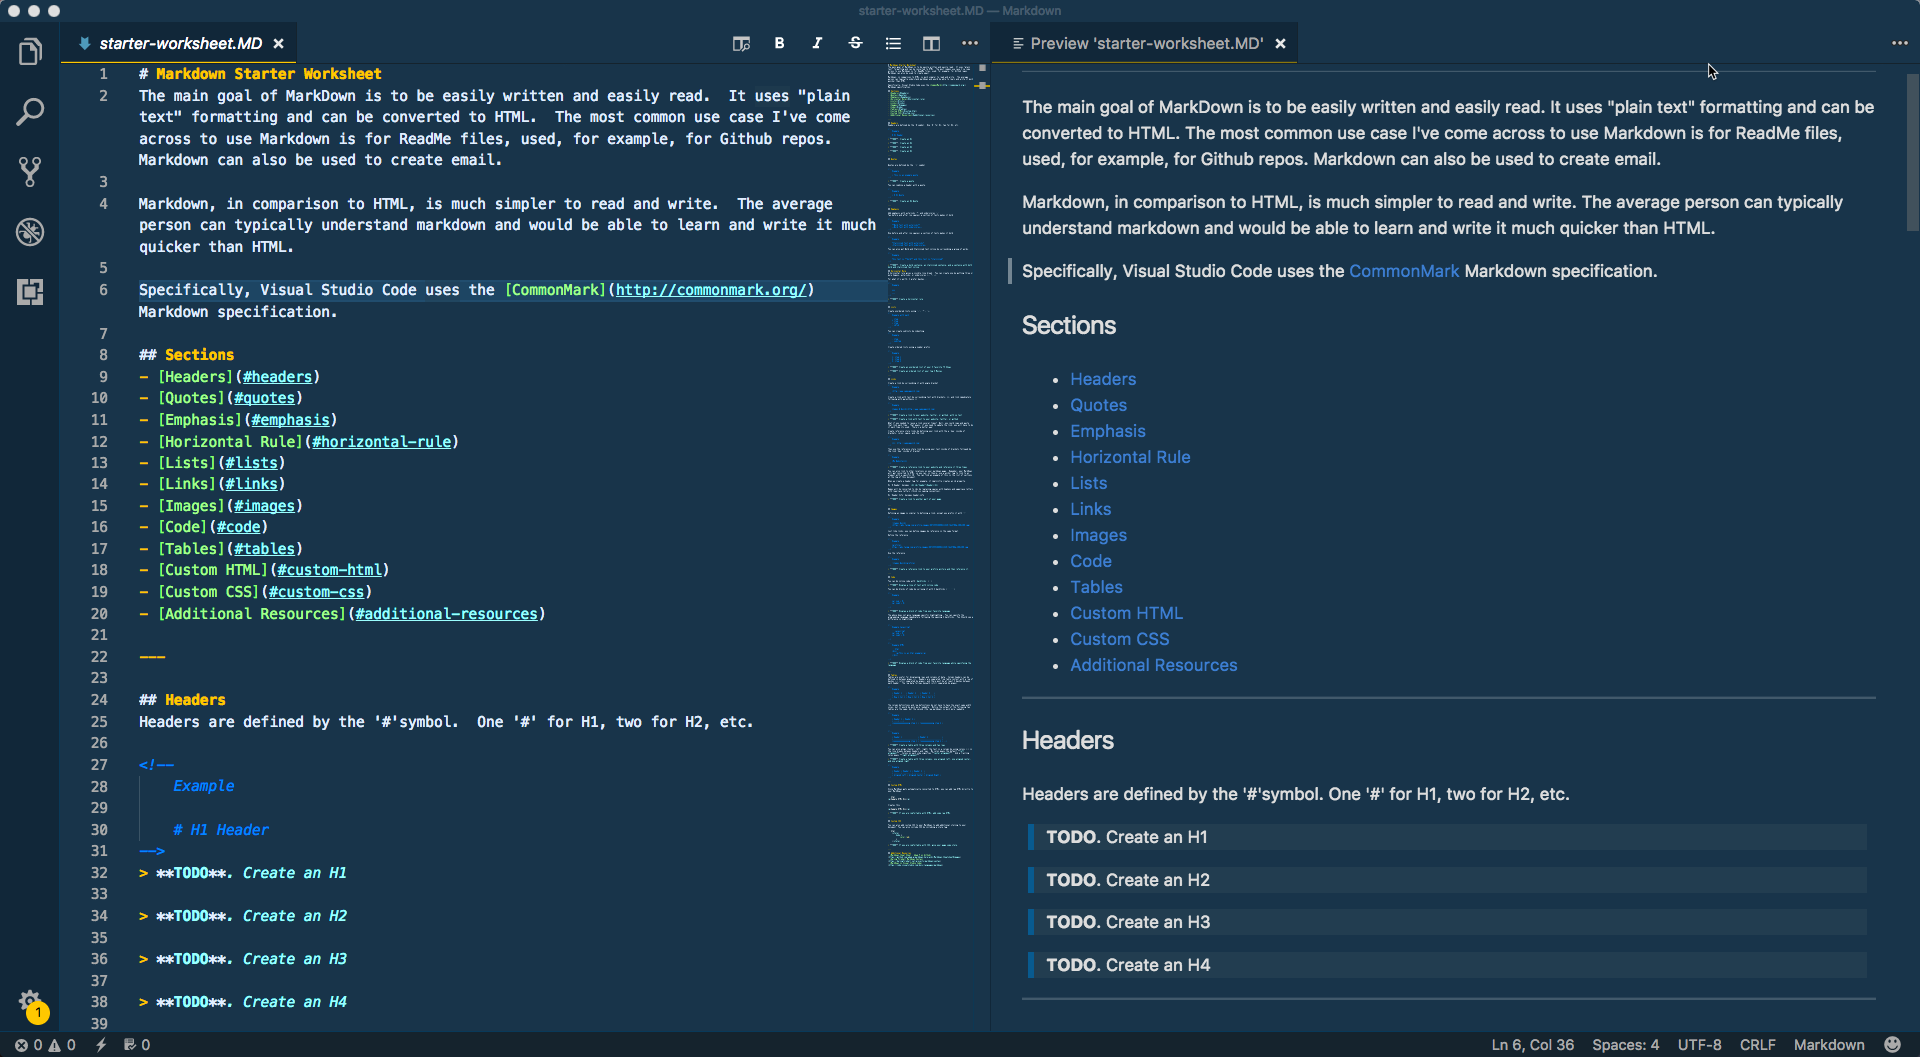 starter-worksheet.MD — Markdown
starter-worksheet.MD
B I S
Preview 'starter-worksheet.MD'
1 # Markdown Starter Worksheet
2 The main goal of MarkDown is to be easily written and easily read.  It uses "plain
text" formatting and can be converted to HTML.  The most common use case I've come
across to use Markdown is for ReadMe files, used, for example, for Github repos.
Markdown can also be used to create email.
3
4 Markdown, in comparison to HTML, is much simpler to read and write.  The average
person can typically understand markdown and would be able to learn and write it much
quicker than HTML.
5
6 Specifically, Visual Studio Code uses the [CommonMark](http://commonmark.org/)
Markdown specification.
7
8 ## Sections
9 - [Headers](#headers)
10 - [Quotes](#quotes)
11 - [Emphasis](#emphasis)
12 - [Horizontal Rule](#horizontal-rule)
13 - [Lists](#lists)
14 - [Links](#links)
15 - [Images](#images)
16 - [Code](#code)
17 - [Tables](#tables)
18 - [Custom HTML](#custom-html)
19 - [Custom CSS](#custom-css)
20 - [Additional Resources](#additional-resources)
21
22 ---
23
24 ## Headers
25 Headers are defined by the '#'symbol.  One '#' for H1, two for H2, etc.
26
27 <!--
28 Example
29
30 # H1 Header
31 -->
32 > **TODO**. Create an H1
33
34 > **TODO**. Create an H2
35
36 > **TODO**. Create an H3
37
38 > **TODO**. Create an H4
39
The main goal of MarkDown is to be easily written and easily read. It uses "plain text" formatting and can be
converted to HTML. The most common use case I've come across to use Markdown is for ReadMe files,
used, for example, for Github repos. Markdown can also be used to create email.
Markdown, in comparison to HTML, is much simpler to read and write. The average person can typically
understand markdown and would be able to learn and write it much quicker than HTML.
Specifically, Visual Studio Code uses the CommonMark Markdown specification.
Sections
• Headers
• Quotes
• Emphasis
• Horizontal Rule
• Lists
• Links
• Images
• Code
• Tables
• Custom HTML
• Custom CSS
• Additional Resources
Headers
Headers are defined by the '#'symbol. One '#' for H1, two for H2, etc.
TODO. Create an H1
TODO. Create an H2
TODO. Create an H3
TODO. Create an H4
1
0 0 0
Ln 6, Col 36 Spaces: 4 UTF-8 CRLF Markdown